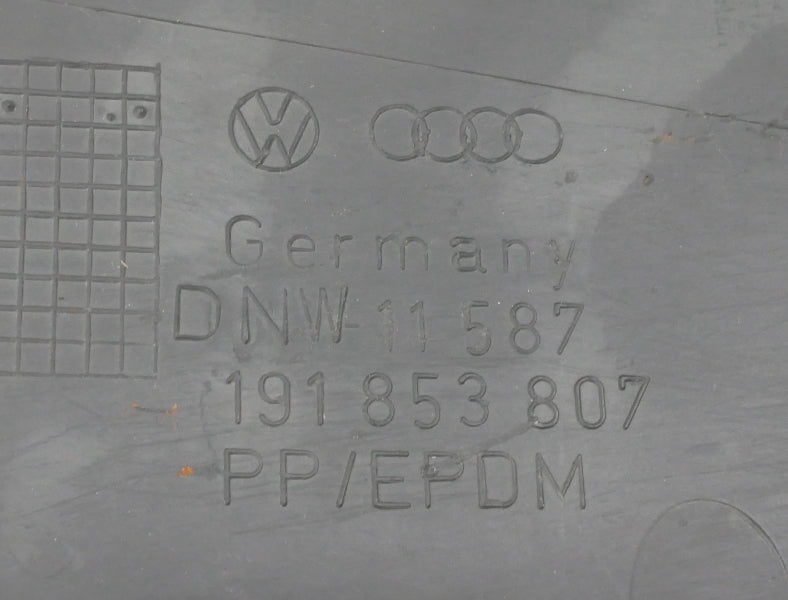 Germany
DNW-11 587
191 853 807
PP/EPDM